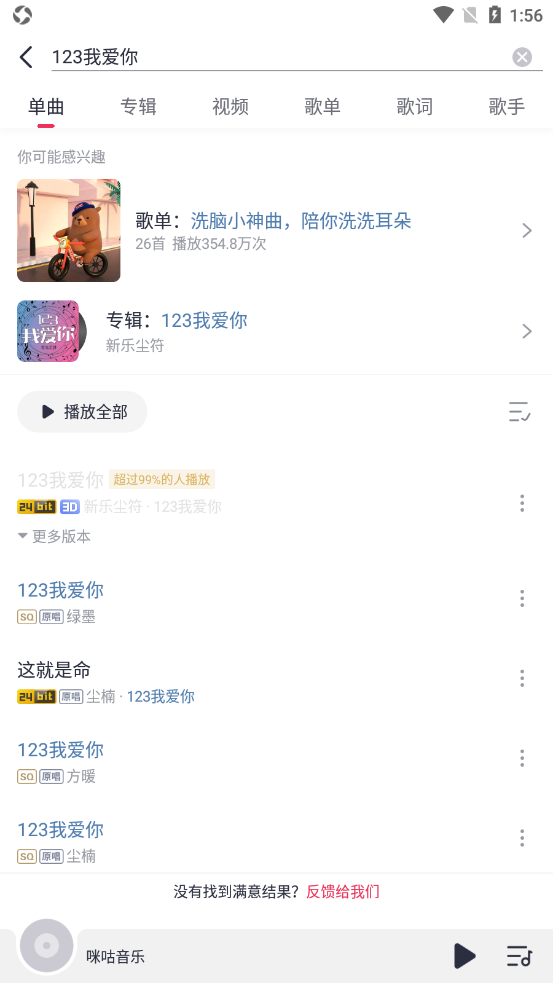 1:56
123我爱你
单曲 专辑 视频 歌单 歌词 歌手
你可能感兴趣
歌单：洗脑小神曲，陪你洗洗耳朵
26首 播放354.8万次
123
我爱你
专辑：123我爱你
新乐尘符
播放全部
123我爱你 超过99%的人播放
24bit 3D 新乐尘符 · 123我爱你
更多版本
123我爱你
SQ 原唱 绿墨
这就是命
24bit 原唱 尘楠 · 123我爱你
123我爱你
SQ 原唱 方暖
123我爱你
SQ 原唱 尘楠
没有找到满意结果？反馈给我们
咪咕音乐